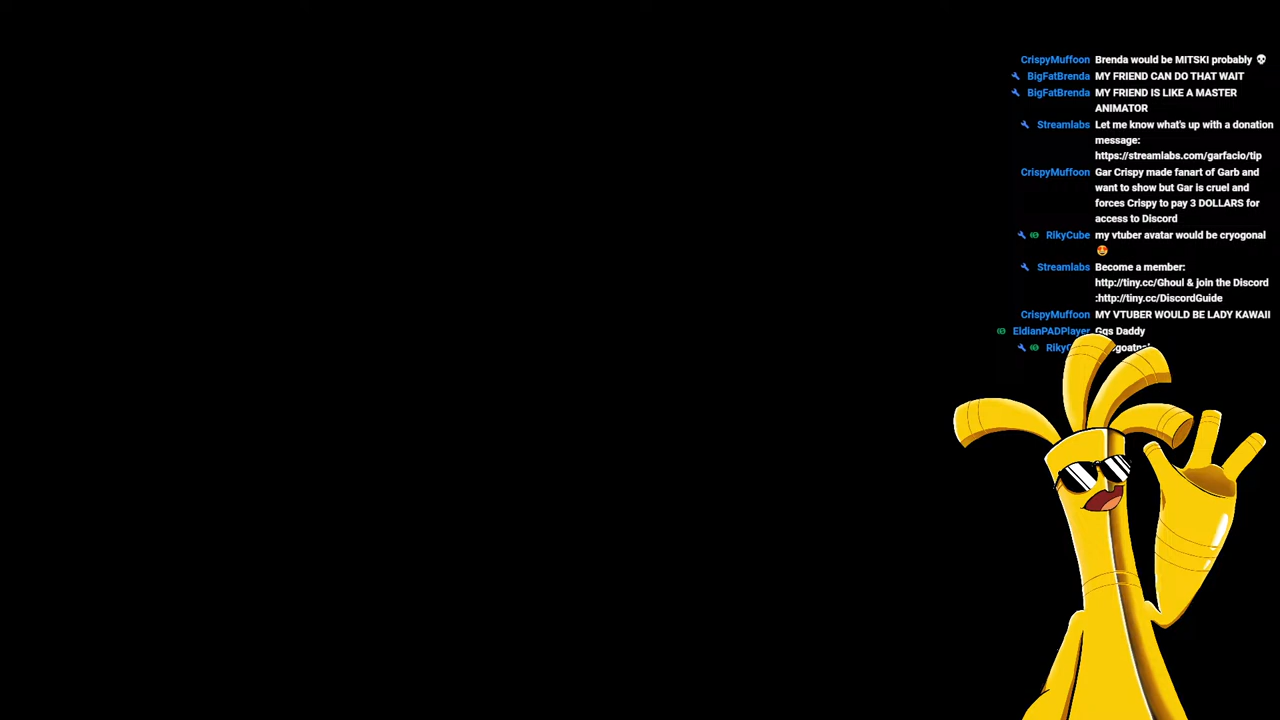 CrispyMuffoon Brenda would be MITSKI probably 💀
BigFatBrenda MY FRIEND CAN DO THAT WAIT
BigFatBrenda MY FRIEND IS LIKE A MASTER
ANIMATOR
Streamlabs Let me know what's up with a donation
message:
https://streamlabs.com/garfacio/tip
CrispyMuffoon Gar Crispy made fanart of Garb and
want to show but Gar is cruel and
forces Crispy to pay 3 DOLLARS for
access to Discord
RikyCube my vtuber avatar would be cryogonal
🤩
Streamlabs Become a member:
http://tiny.cc/Ghoul & join the Discord
:http://tiny.cc/DiscordGuide
CrispyMuffoon MY VTUBER WOULD BE LADY KAWAII
EldianPADPlayer Ggs Daddy